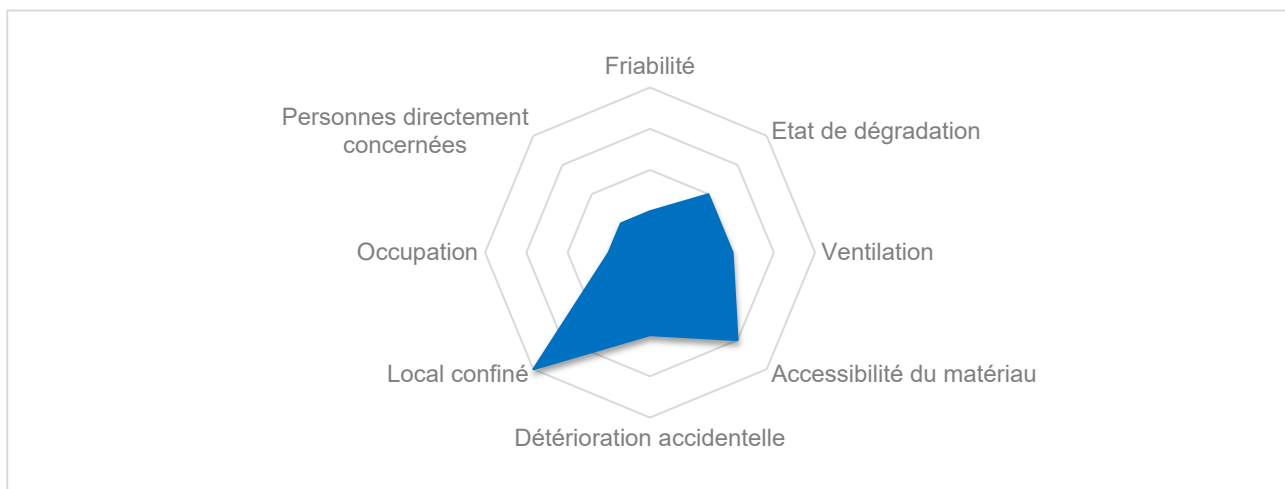 Friabilité
Personnes directement
concernées
Etat de dégradation
Occupation
Ventilation
Local confiné
Accessibilité du matériau
Détérioration accidentelle